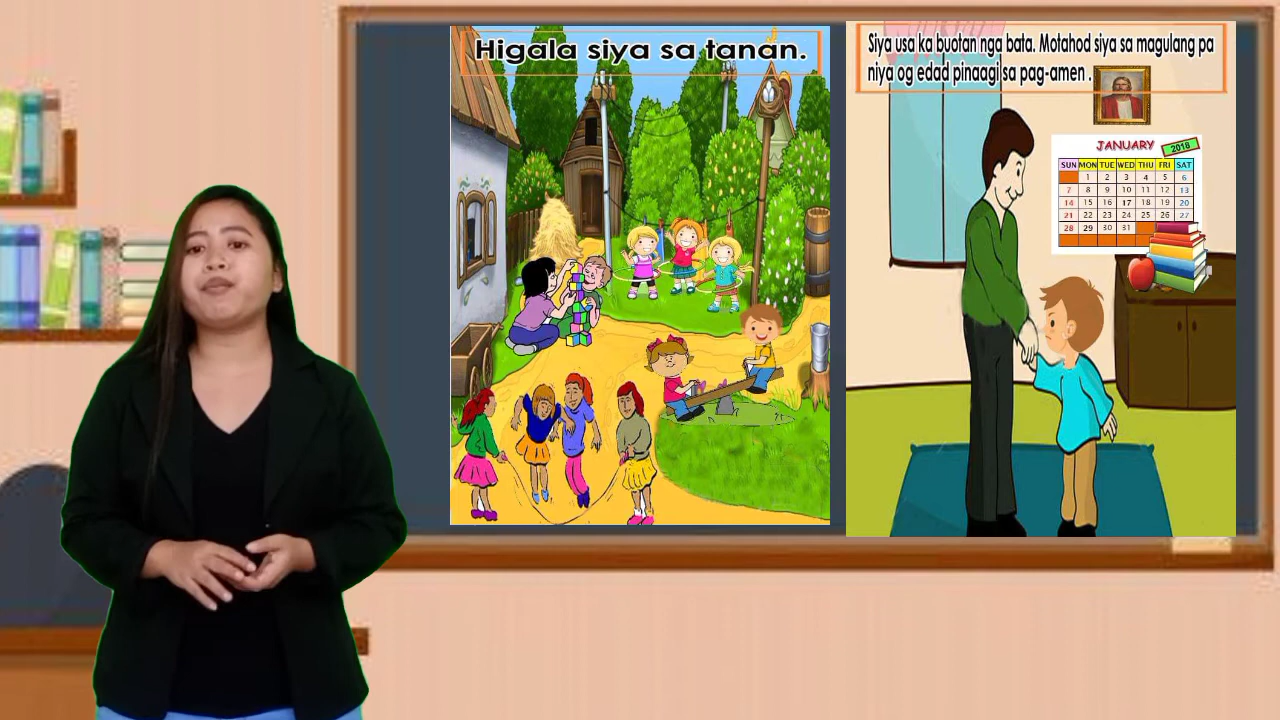 Higala siya sa tanan.
Siya usa ka buotan nga bata. Motahod siya sa magulang pa
niya og edad pinaagi sa pag-amen .
JANUARY 2018
SUN MON TUE WED THU FRI SAT
1 2 3 4 5 6
7 8 9 10 11 12 13
14 15 16 17 18 19 20
21 22 23 24 25 26 27
28 29 30 31